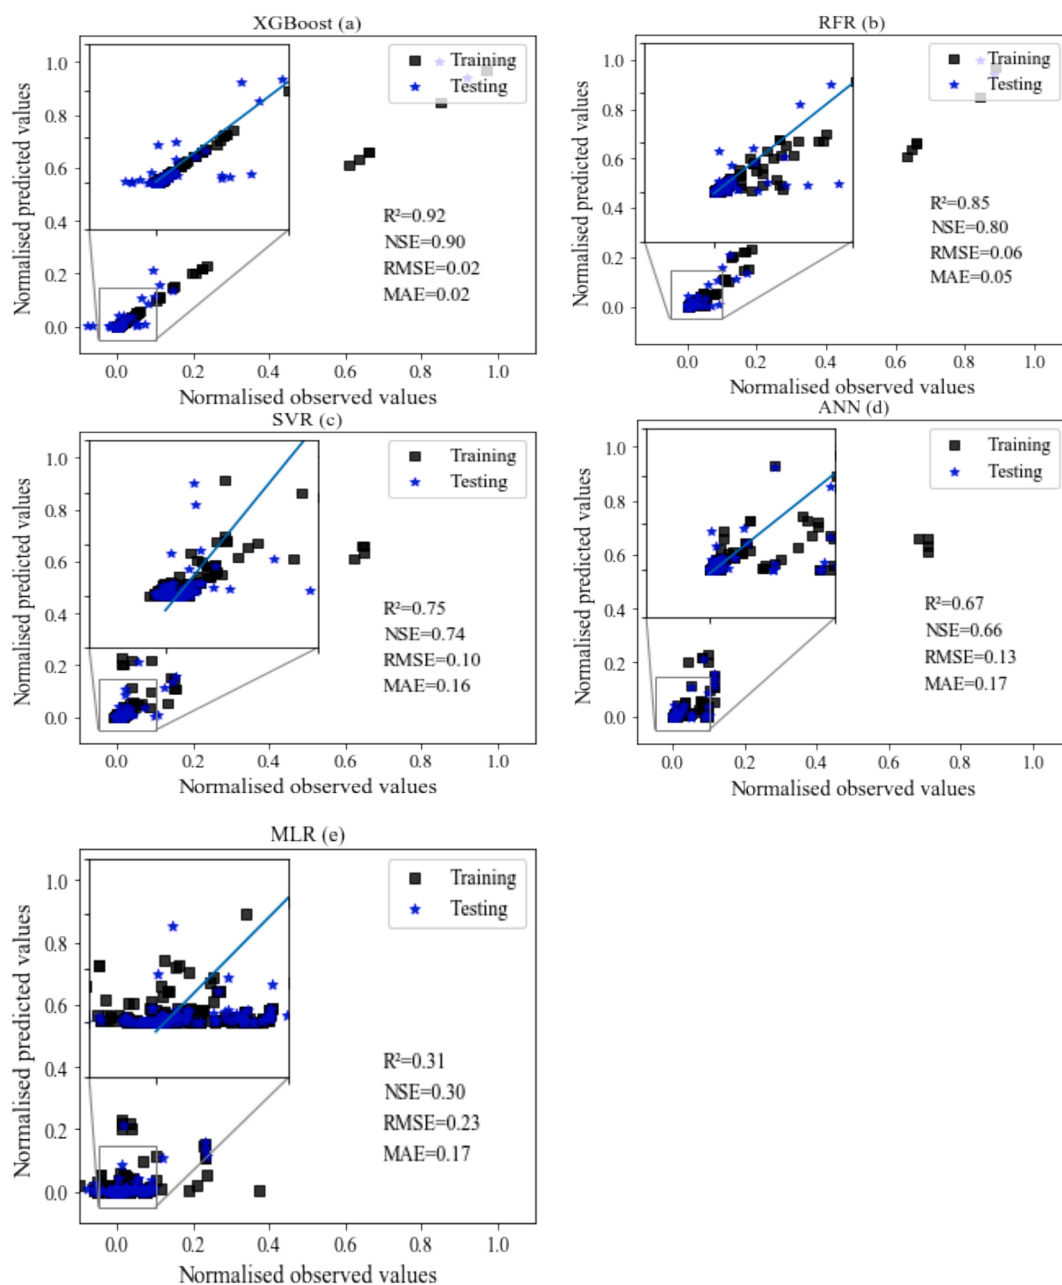 XGBoost (a)
Normalised predicted values
1.0
0.8
0.6
0.4
0.2
0.0
Training
Testing
R²=0.92
NSE=0.90
RMSE=0.02
MAE=0.02
0.0 0.2 0.4 0.6 0.8 1.0
Normalised observed values
RFR (b)
Normalised predicted values
1.0
0.8
0.6
0.4
0.2
0.0
Training
Testing
R²=0.85
NSE=0.80
RMSE=0.06
MAE=0.05
0.0 0.2 0.4 0.6 0.8 1.0
Normalised observed values
SVR (c)
Normalised predicted values
1.0
0.8
0.6
0.4
0.2
0.0
Training
Testing
R²=0.75
NSE=0.74
RMSE=0.10
MAE=0.16
0.0 0.2 0.4 0.6 0.8 1.0
Normalised observed values
ANN (d)
Normalised predicted values
1.0
0.8
0.6
0.4
0.2
0.0
Training
Testing
R²=0.67
NSE=0.66
RMSE=0.13
MAE=0.17
0.0 0.2 0.4 0.6 0.8 1.0
Normalised observed values
MLR (e)
Normalised predicted values
1.0
0.8
0.6
0.4
0.2
0.0
Training
Testing
R²=0.31
NSE=0.30
RMSE=0.23
MAE=0.17
0.0 0.2 0.4 0.6 0.8 1.0
Normalised observed values